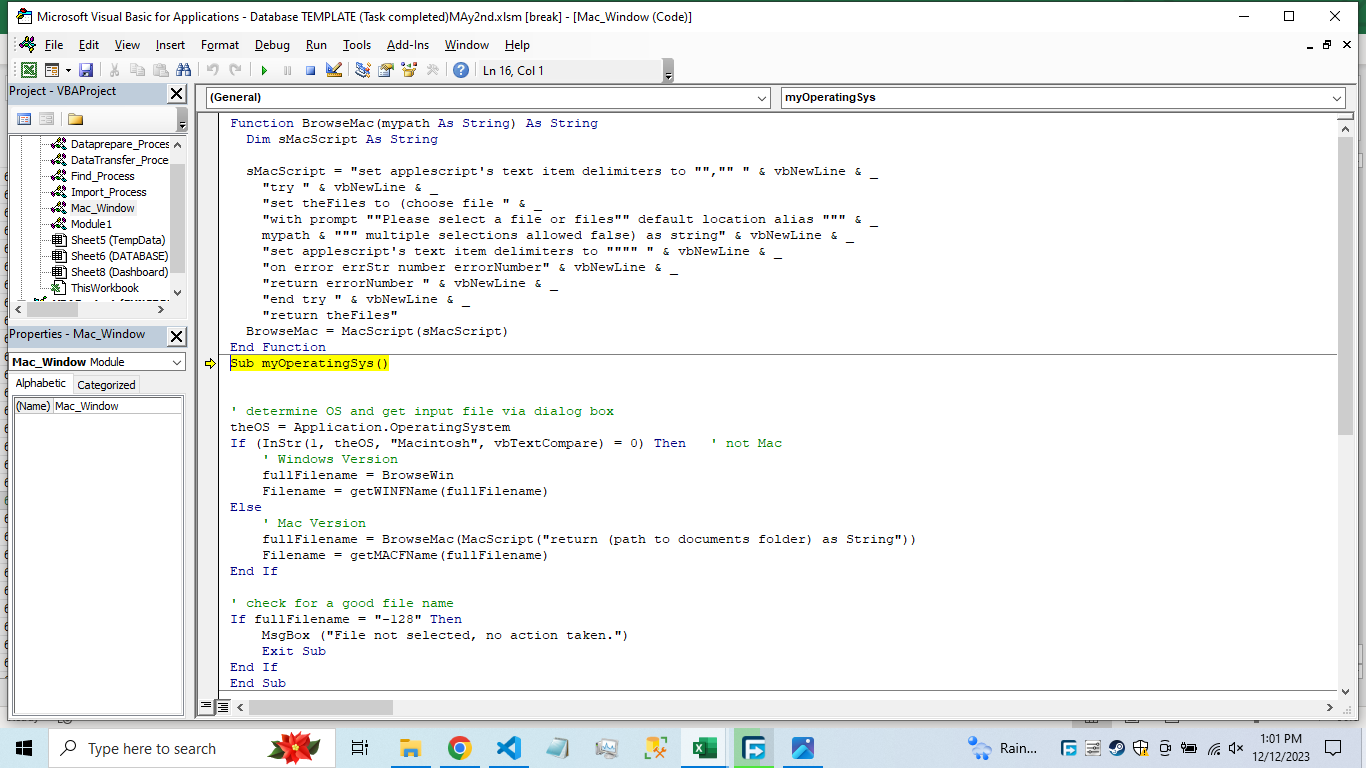 Microsoft Visual Basic for Applications - Database TEMPLATE (Task completed)MAy2nd.xlsm [break] - [Mac_Window (Code)]
File Edit View Insert Format Debug Run Tools Add-Ins Window Help
Ln 16, Col 1
Project - VBAProject
Dataprepare_Proces
DataTransfer_Proce
Find_Process
Import_Process
Mac_Window
Module1
Sheet5 (TempData)
Sheet6 (DATABASE)
Sheet8 (Dashboard)
ThisWorkbook
Properties - Mac_Window
Mac_Window Module
Alphabetic Categorized
(Name) Mac_Window
(General) myOperatingSys
Function BrowseMac(mypath As String) As String
Dim sMacScript As String
sMacScript = "set applescript's text item delimiters to "","" " & vbNewLine & _
"try " & vbNewLine & _
"set theFiles to (choose file " & _
"with prompt ""Please select a file or files"" default location alias """ & _
mypath & """ multiple selections allowed false) as string" & vbNewLine & _
"set applescript's text item delimiters to """" " & vbNewLine & _
"on error errStr number errorNumber" & vbNewLine & _
"return errorNumber " & vbNewLine & _
"end try " & vbNewLine & _
"return theFiles"
BrowseMac = MacScript(sMacScript)
End Function
Sub myOperatingSys()
' determine OS and get input file via dialog box
theOS = Application.OperatingSystem
If (InStr(1, theOS, "Macintosh", vbTextCompare) = 0) Then ' not Mac
' Windows Version
fullFilename = BrowseWin
Filename = getWINFName(fullFilename)
Else
' Mac Version
fullFilename = BrowseMac(MacScript("return (path to documents folder) as String"))
Filename = getMACFName(fullFilename)
End If
' check for a good file name
If fullFilename = "-128" Then
MsgBox ("File not selected, no action taken.")
Exit Sub
End If
End Sub
Type here to search
Rain...
1:01 PM
12/12/2023